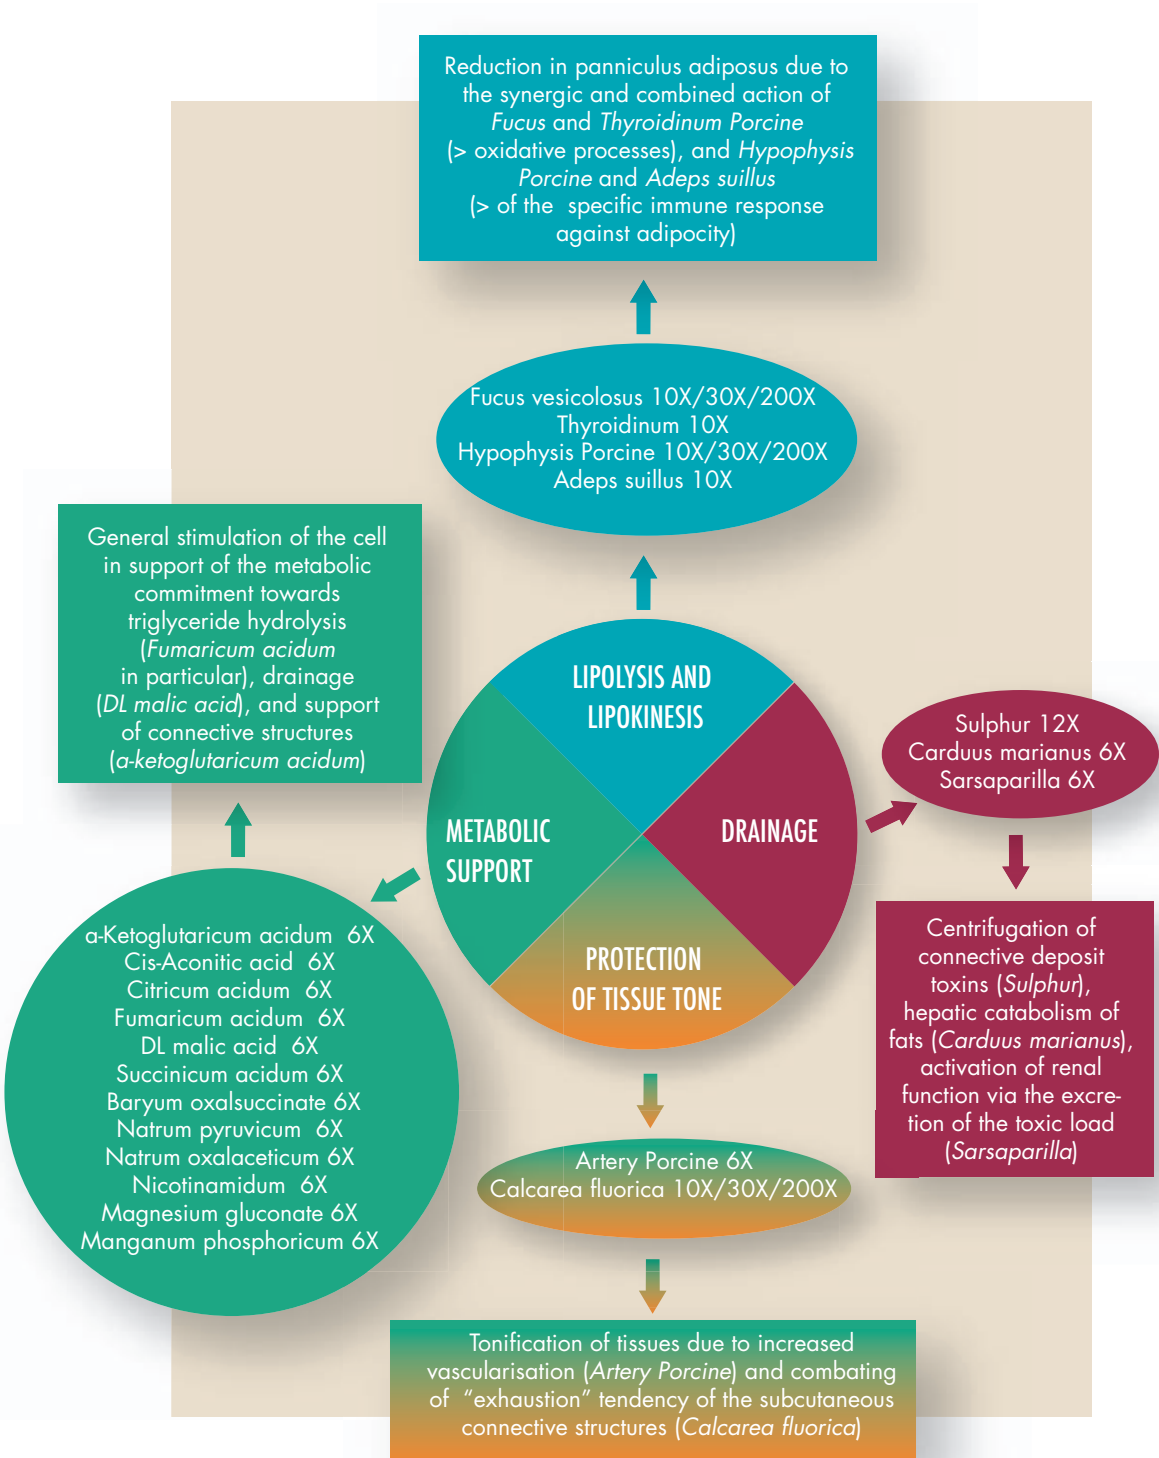 Reduction in panniculus adiposus due to
the synergic and combined action of
Fucus and Thyroidinum Porcine
(> oxidative processes), and Hypophysis
Porcine and Adeps suillus
(> of the specific immune response
against adipocity)
Fucus vesicolosus 10X/30X/200X
Thyroidinum 10X
Hypophysis Porcine 10X/30X/200X
Adeps suillus 10X
General stimulation of the cell
in support of the metabolic
commitment towards
triglyceride hydrolysis
(Fumaricum acidum
in particular), drainage
(DL malic acid), and support
of connective structures
(a-ketoglutaricum acidum)
LIPOLYSIS AND
LIPOKINESIS
METABOLIC
SUPPORT
DRAINAGE
PROTECTION
OF TISSUE TONE
Sulphur 12X
Carduus marianus 6X
Sarsaparilla 6X
Centrifugation of
connective deposit
toxins (Sulphur),
hepatic catabolism of
fats (Carduus marianus),
activation of renal
function via the excre-
tion of the toxic load
(Sarsaparilla)
a-Ketoglutaricum acidum 6X
Cis-Aconitic acid 6X
Citricum acidum 6X
Fumaricum acidum 6X
DL malic acid 6X
Succinicum acidum 6X
Baryum oxalsuccinate 6X
Natrum pyruvicum 6X
Natrum oxalaceticum 6X
Nicotinamidum 6X
Magnesium gluconate 6X
Manganum phosphoricum 6X
Artery Porcine 6X
Calcarea fluorica 10X/30X/200X
Tonification of tissues due to increased
vascularisation (Artery Porcine) and combating
of "exhaustion" tendency of the subcutaneous
connective structures (Calcarea fluorica)